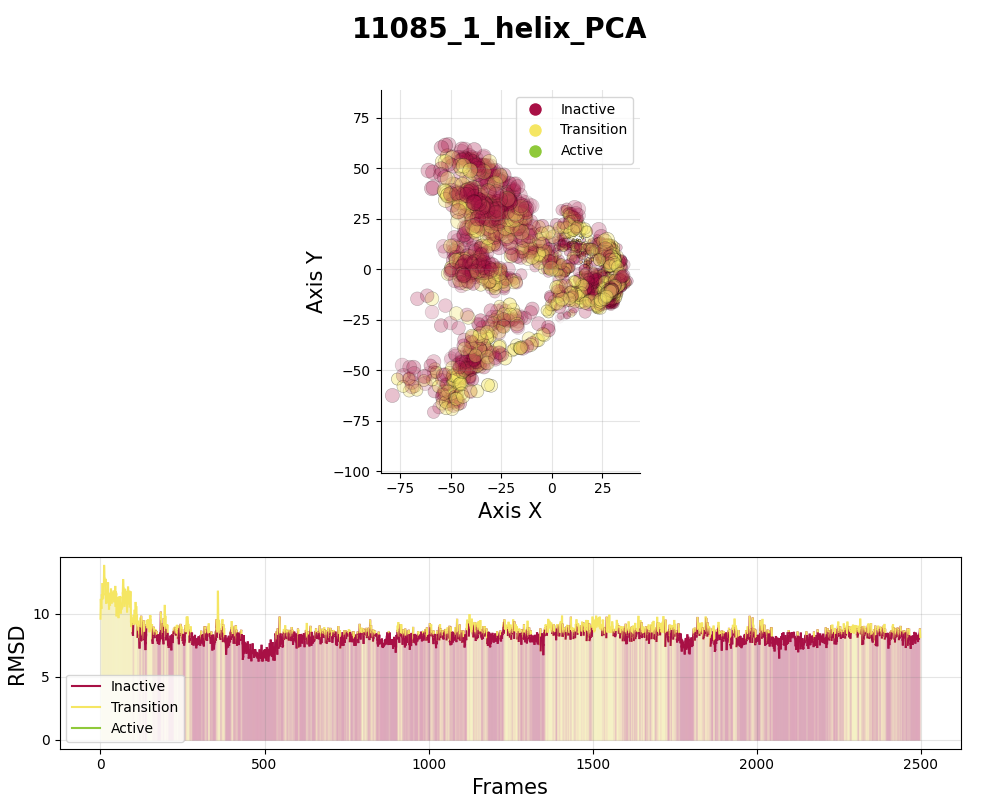 11085_1_helix_PCA
Inactive
Transition
Active
75
50
25
0
−25
−50
−75
−100
Axis Y
−75
−50
−25
0
25
Axis X
10
5
0
RMSD
Inactive
Transition
Active
0
500
1000
1500
2000
2500
Frames